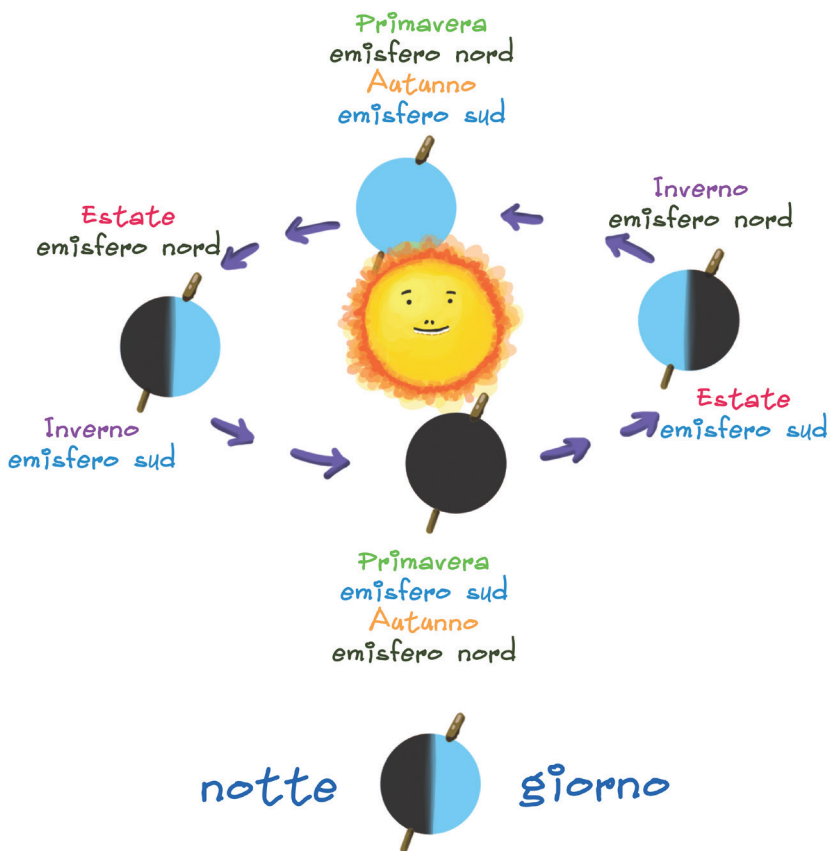 Primavera
emisfero nord
Autunno
emisfero sud
Inverno
emisfero nord
Estate
emisfero nord
Estate
emisfero sud
Inverno
emisfero sud
Primavera
emisfero sud
Autunno
emisfero nord
notte
giorno